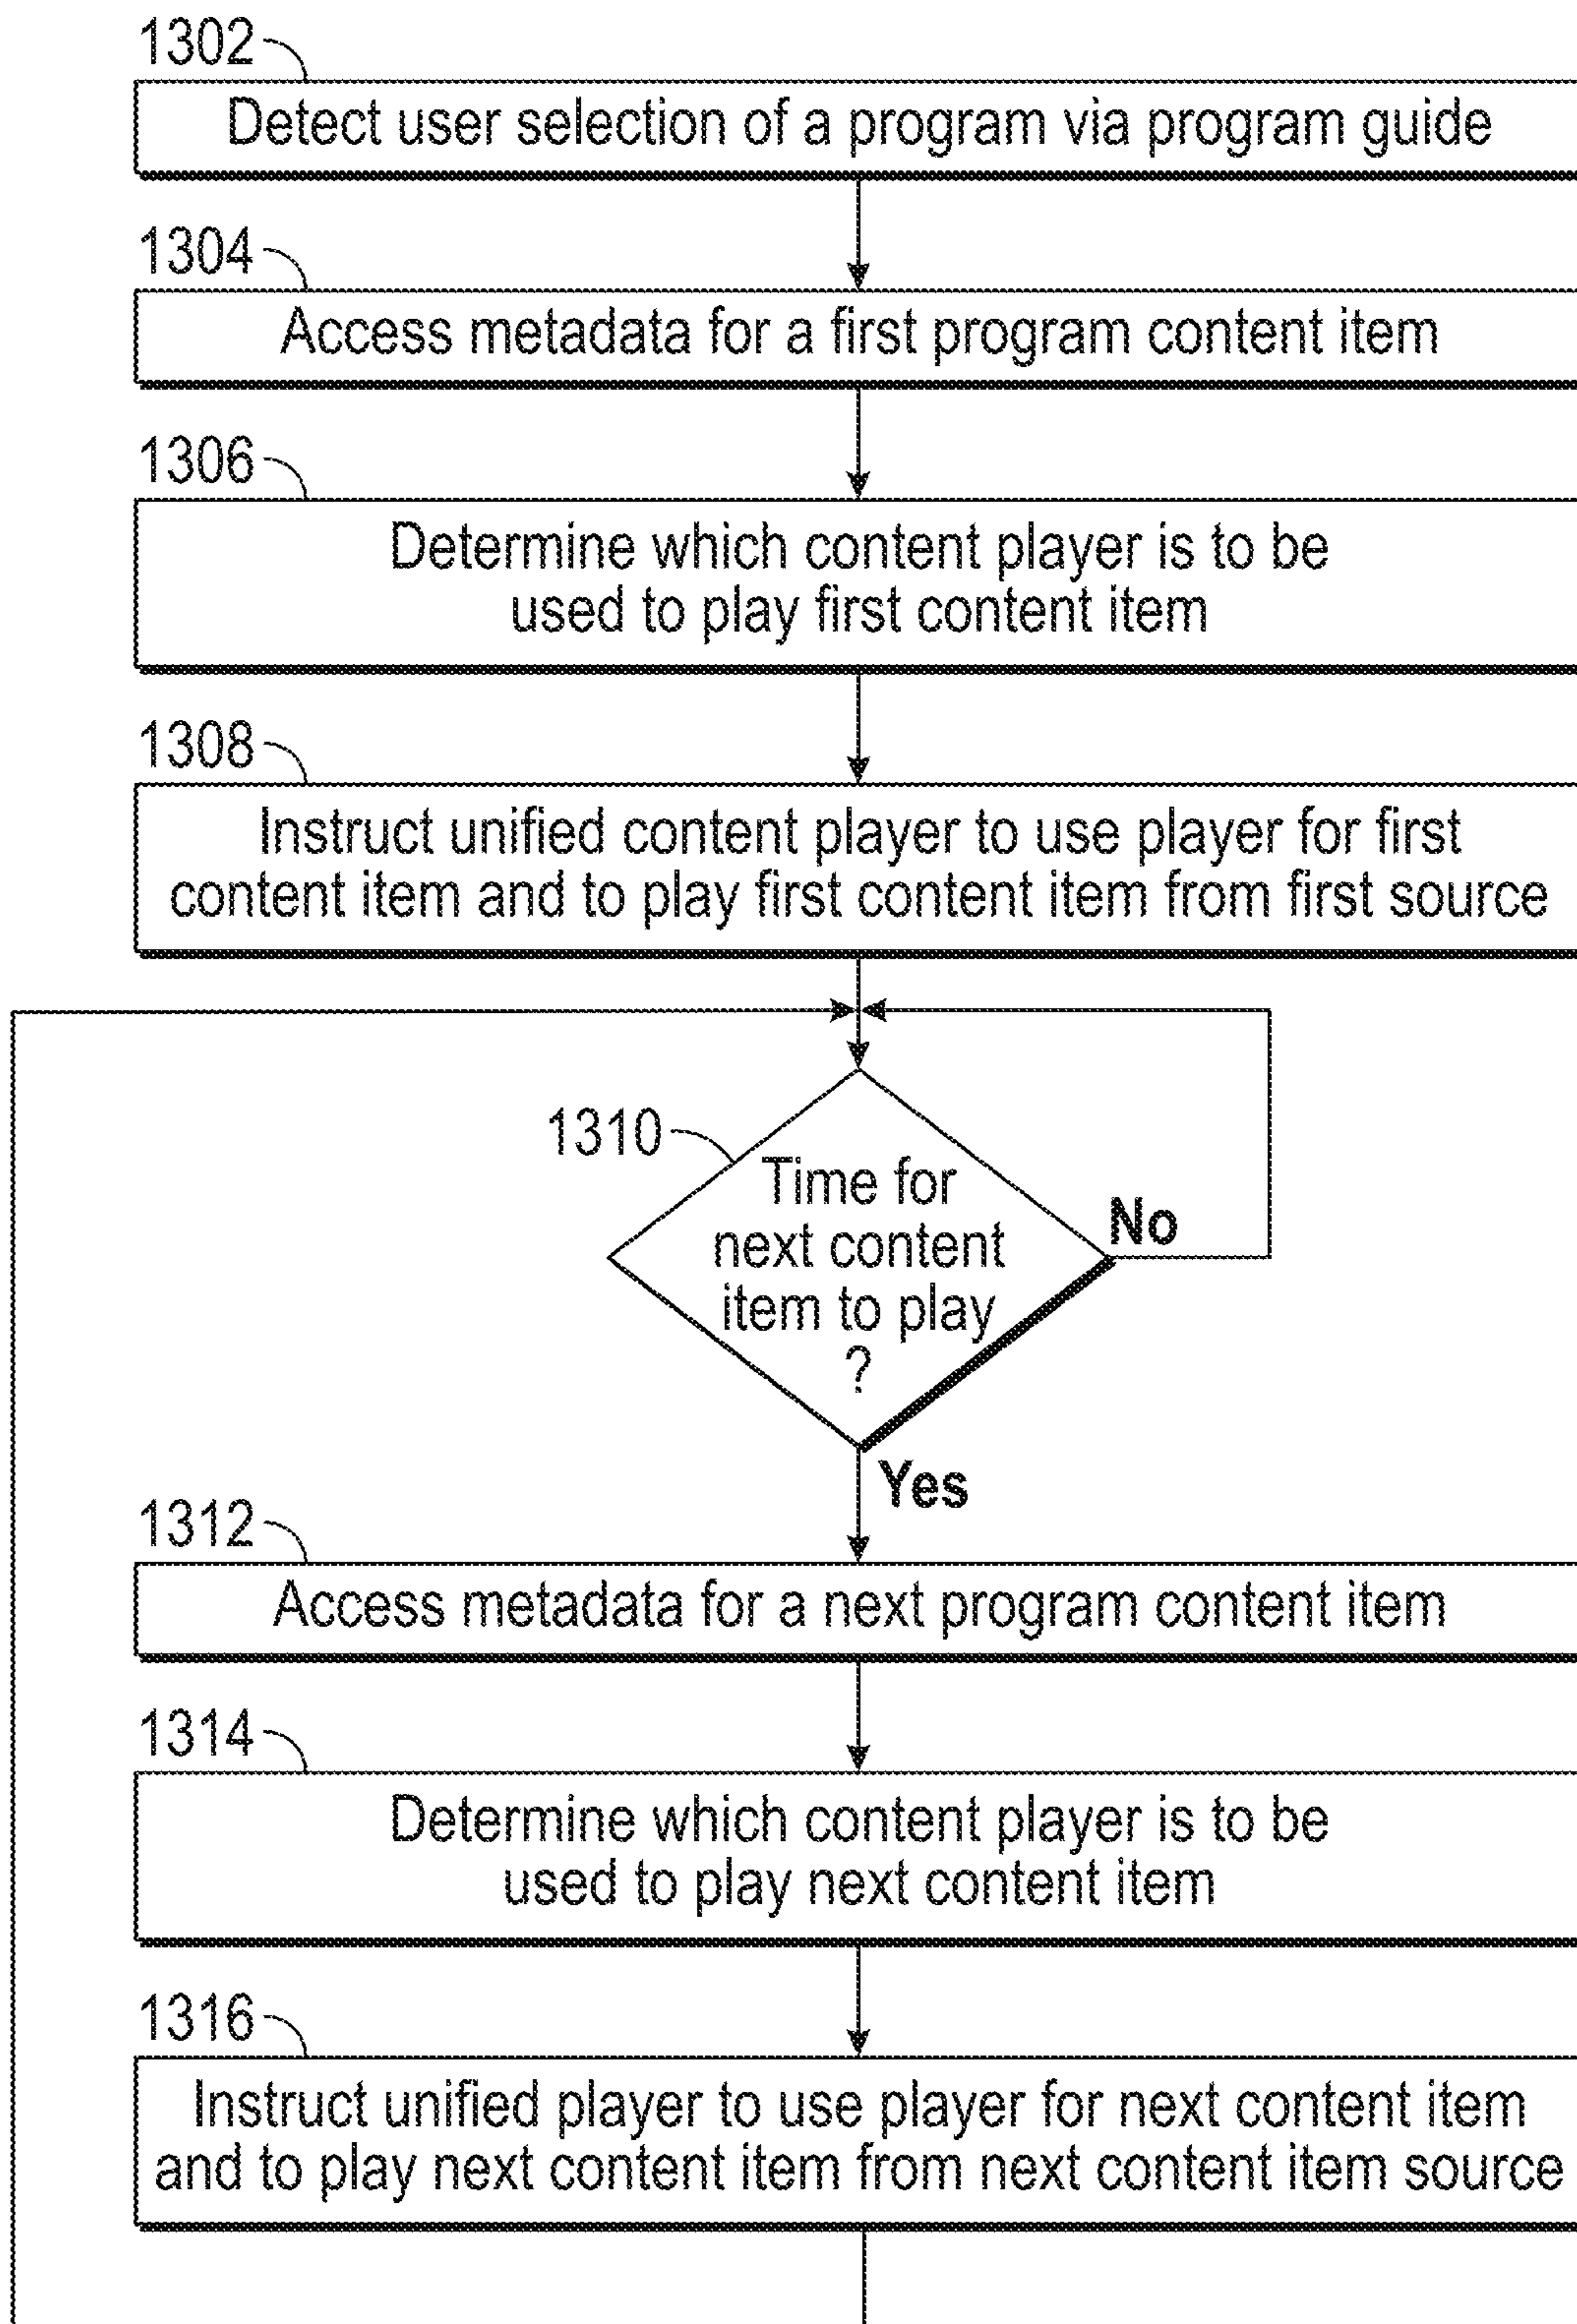 1302
Detect user selection of a program via program guide
1304
Access metadata for a first program content item
1306
Determine which content player is to be
used to play first content item
1308
Instruct unified content player to use player for first
content item and to play first content item from first source
1310
Time for
next content
item to play
?
No
Yes
1312
Access metadata for a next program content item
1314
Determine which content player is to be
used to play next content item
1316
Instruct unified player to use player for next content item
and to play next content item from next content item source